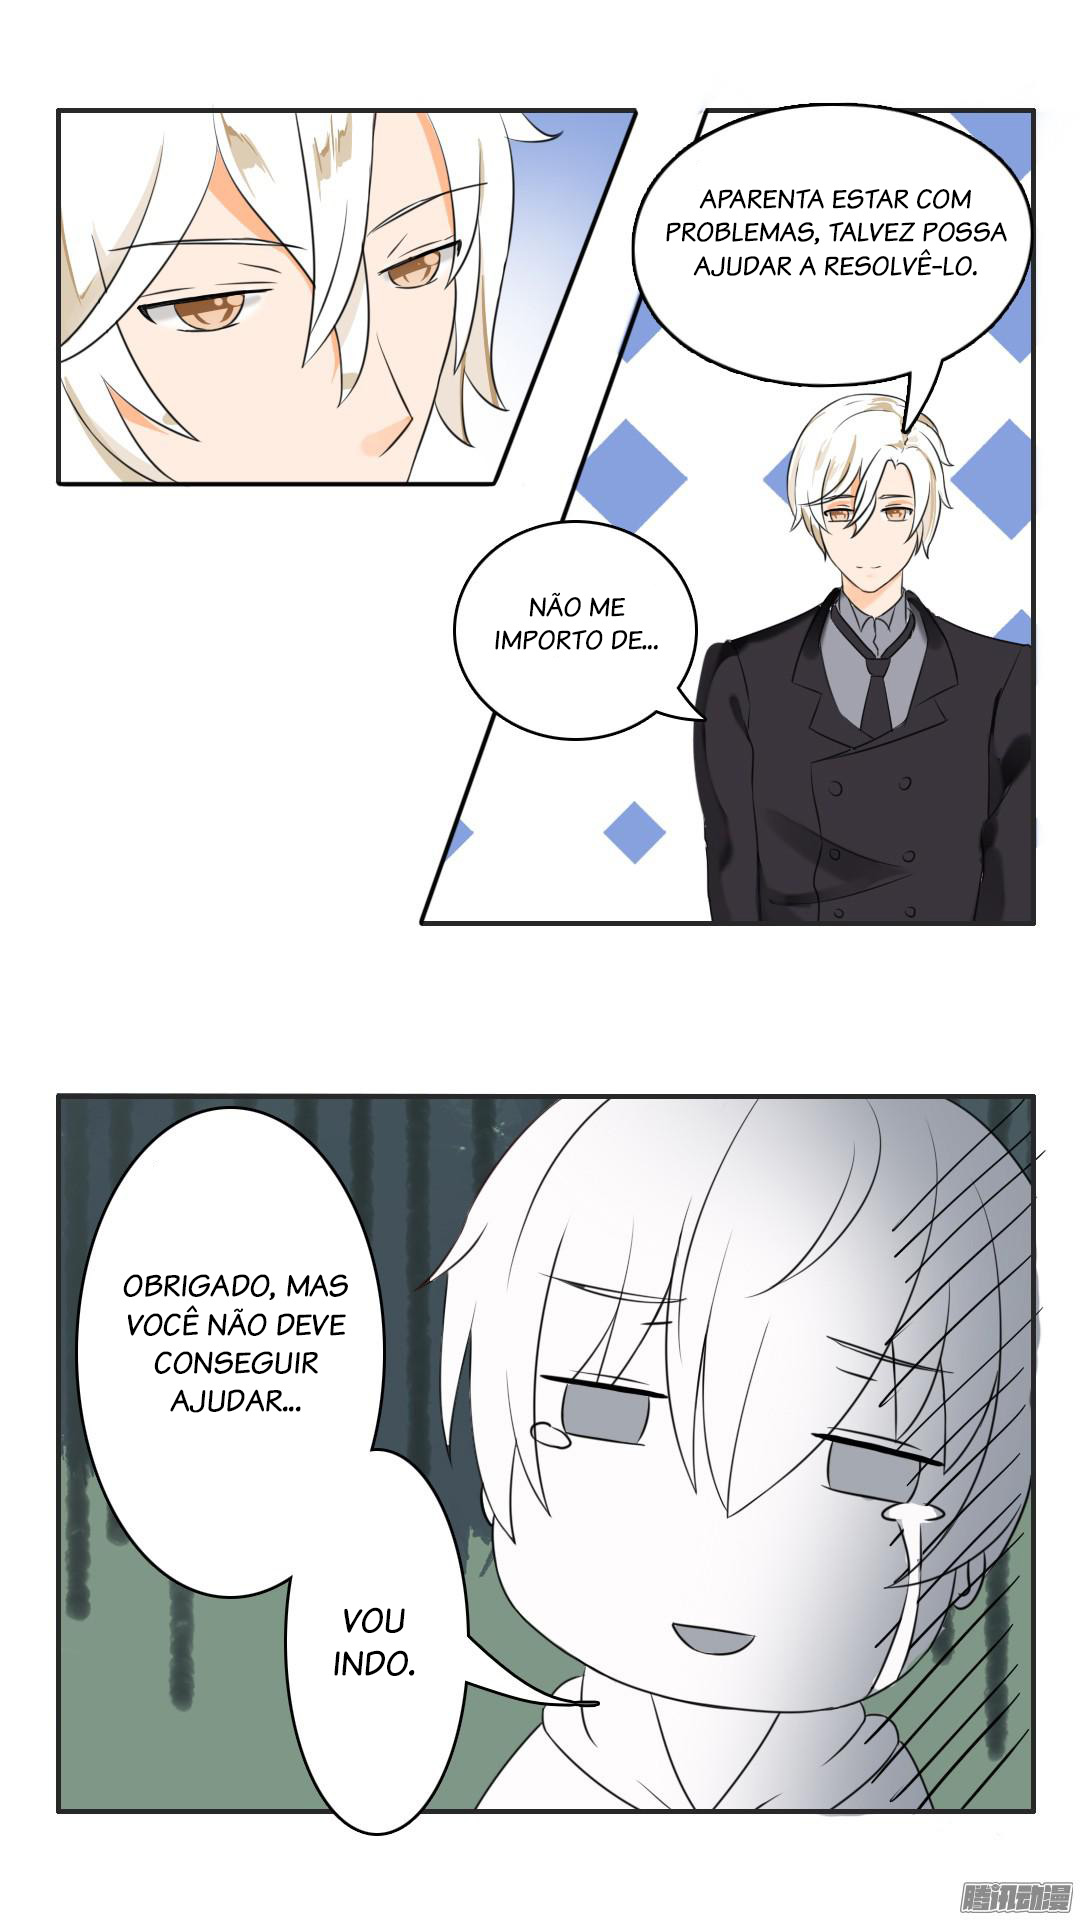 APARENTA ESTAR COM
PROBLEMAS, TALVEZ POSSA
AJUDAR A RESOLVÊ-LO.
NÃO ME
IMPORTO DE...
OBRIGADO, MAS
VOCÊ NÃO DEVE
CONSEGUIR
AJUDAR...
VOU
INDO.
腾讯动漫